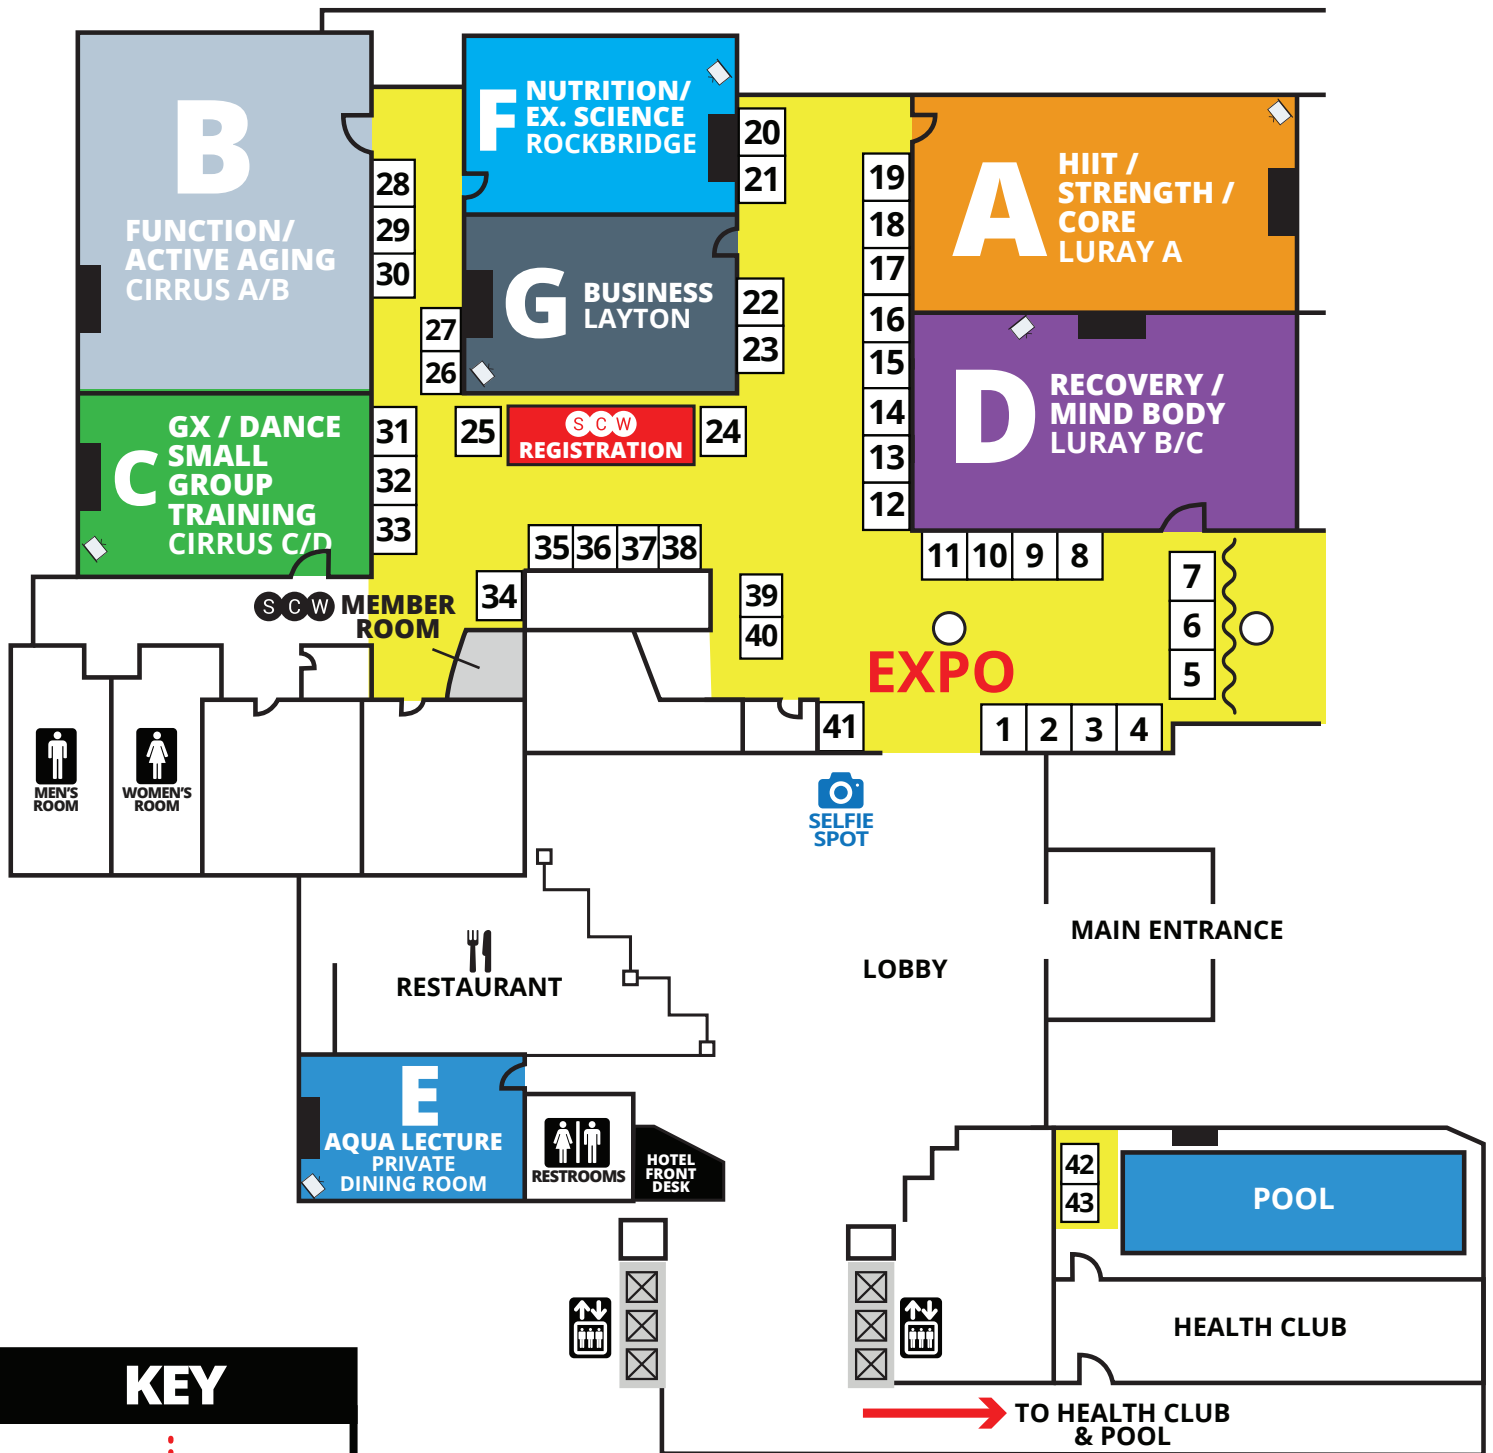 B
FUNCTION/
ACTIVE AGING
CIRRUS A/B
F
NUTRITION/
EX. SCIENCE
ROCKBRIDGE
20
21
19
18
17
16
15
14
13
12
A
HIIT /
STRENGTH /
CORE
LURAY A
28
29
30
27
26
G
BUSINESS
LAYTON
22
23
D
RECOVERY /
MIND BODY
LURAY B/C
C
GX / DANCE
SMALL
GROUP
TRAINING
CIRRUS C/D
31
32
33
25
SCW
REGISTRATION
24
35 36 37 38
34
39
40
11 10 9 8
7
6
5
SCW MEMBER
ROOM
EXPO
41
1 2 3 4
MEN'S
ROOM
WOMEN'S
ROOM
SELFIE
SPOT
RESTAURANT
LOBBY
MAIN ENTRANCE
E
AQUA LECTURE
PRIVATE
DINING ROOM
RESTROOMS
HOTEL
FRONT
DESK
42
43
POOL
HEALTH CLUB
TO HEALTH CLUB
& POOL
KEY